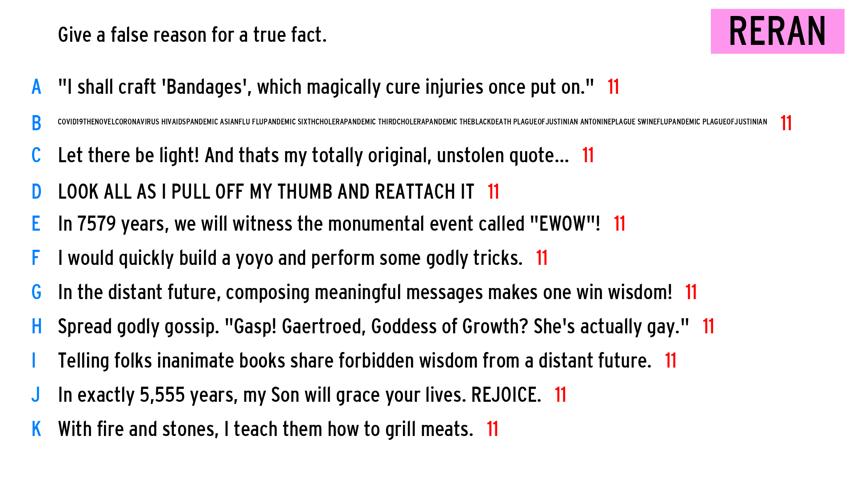 Give a false reason for a true fact.
RERAN
A "I shall craft 'Bandages', which magically cure injuries once put on." 11
B COVID19THENOVELCORONAVIRUS HIVAIDSPANDEMIC ASIANFLU FLUPANDEMIC SIXTHCHOLERAPANDEMIC THIRDCHOLERAPANDEMIC THEBLACKDEATH PLAGUEOFJUSTINIAN ANTONINEPLAGUE SWINEFLUPANDEMIC PLAGUEOFJUSTINIAN 11
C Let there be light! And thats my totally original, unstolen quote... 11
D LOOK ALL AS I PULL OFF MY THUMB AND REATTACH IT 11
E In 7579 years, we will witness the monumental event called "EWOW"! 11
F I would quickly build a yoyo and perform some godly tricks. 11
G In the distant future, composing meaningful messages makes one win wisdom! 11
H Spread godly gossip. "Gasp! Gaertroed, Goddess of Growth? She's actually gay." 11
I Telling folks inanimate books share forbidden wisdom from a distant future. 11
J In exactly 5,555 years, my Son will grace your lives. REJOICE. 11
K With fire and stones, I teach them how to grill meats. 11